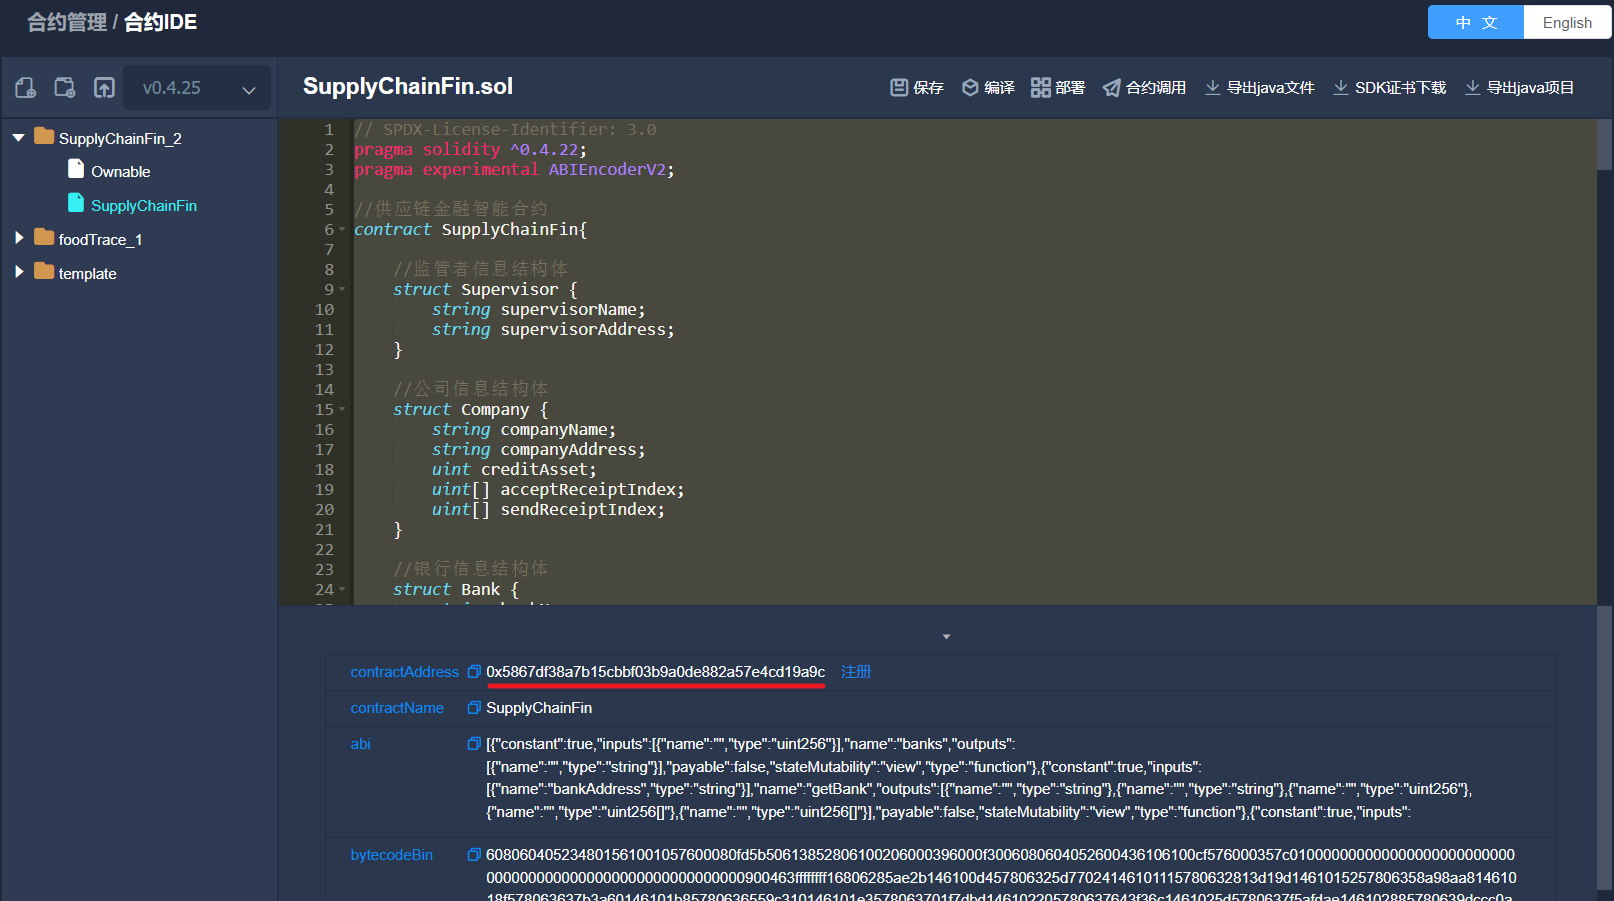 合约管理 / 合约IDE
中 文
English
v0.4.25
SupplyChainFin.sol
保存
编译
部署
合约调用
导出java文件
SDK证书下载
导出java项目
SupplyChainFin_2
Ownable
SupplyChainFin
foodTrace_1
template
1 // SPDX-License-Identifier: 3.0
2 pragma solidity ^0.4.22;
3 pragma experimental ABIEncoderV2;
4
5 //供应链金融智能合约
6 contract SupplyChainFin{
7
8 //监管者信息结构体
9 struct Supervisor {
10 string supervisorName;
11 string supervisorAddress;
12 }
13
14 //公司信息结构体
15 struct Company {
16 string companyName;
17 string companyAddress;
18 uint creditAsset;
19 uint[] acceptReceiptIndex;
20 uint[] sendReceiptIndex;
21 }
22
23 //银行信息结构体
24 struct Bank {
contractAddress 0x5867df38a7b15cbbf03b9a0de882a57e4cd19a9c 注册
contractName SupplyChainFin
abi [{"constant":true,"inputs":[{"name":"","type":"uint256"}],"name":"banks","outputs":
[{"name":"","type":"string"}],"payable":false,"stateMutability":"view","type":"function"},{"constant":true,"inputs":
[{"name":"bankAddress","type":"string"}],"name":"getBank","outputs":[{"name":"","type":"string"},{"name":"","type":"string"},{"name":"","type":"uint256"},
{"name":"","type":"uint256[]"},{"name":"","type":"uint256[]"}],"payable":false,"stateMutability":"view","type":"function"},{"constant":true,"inputs":
bytecodeBin